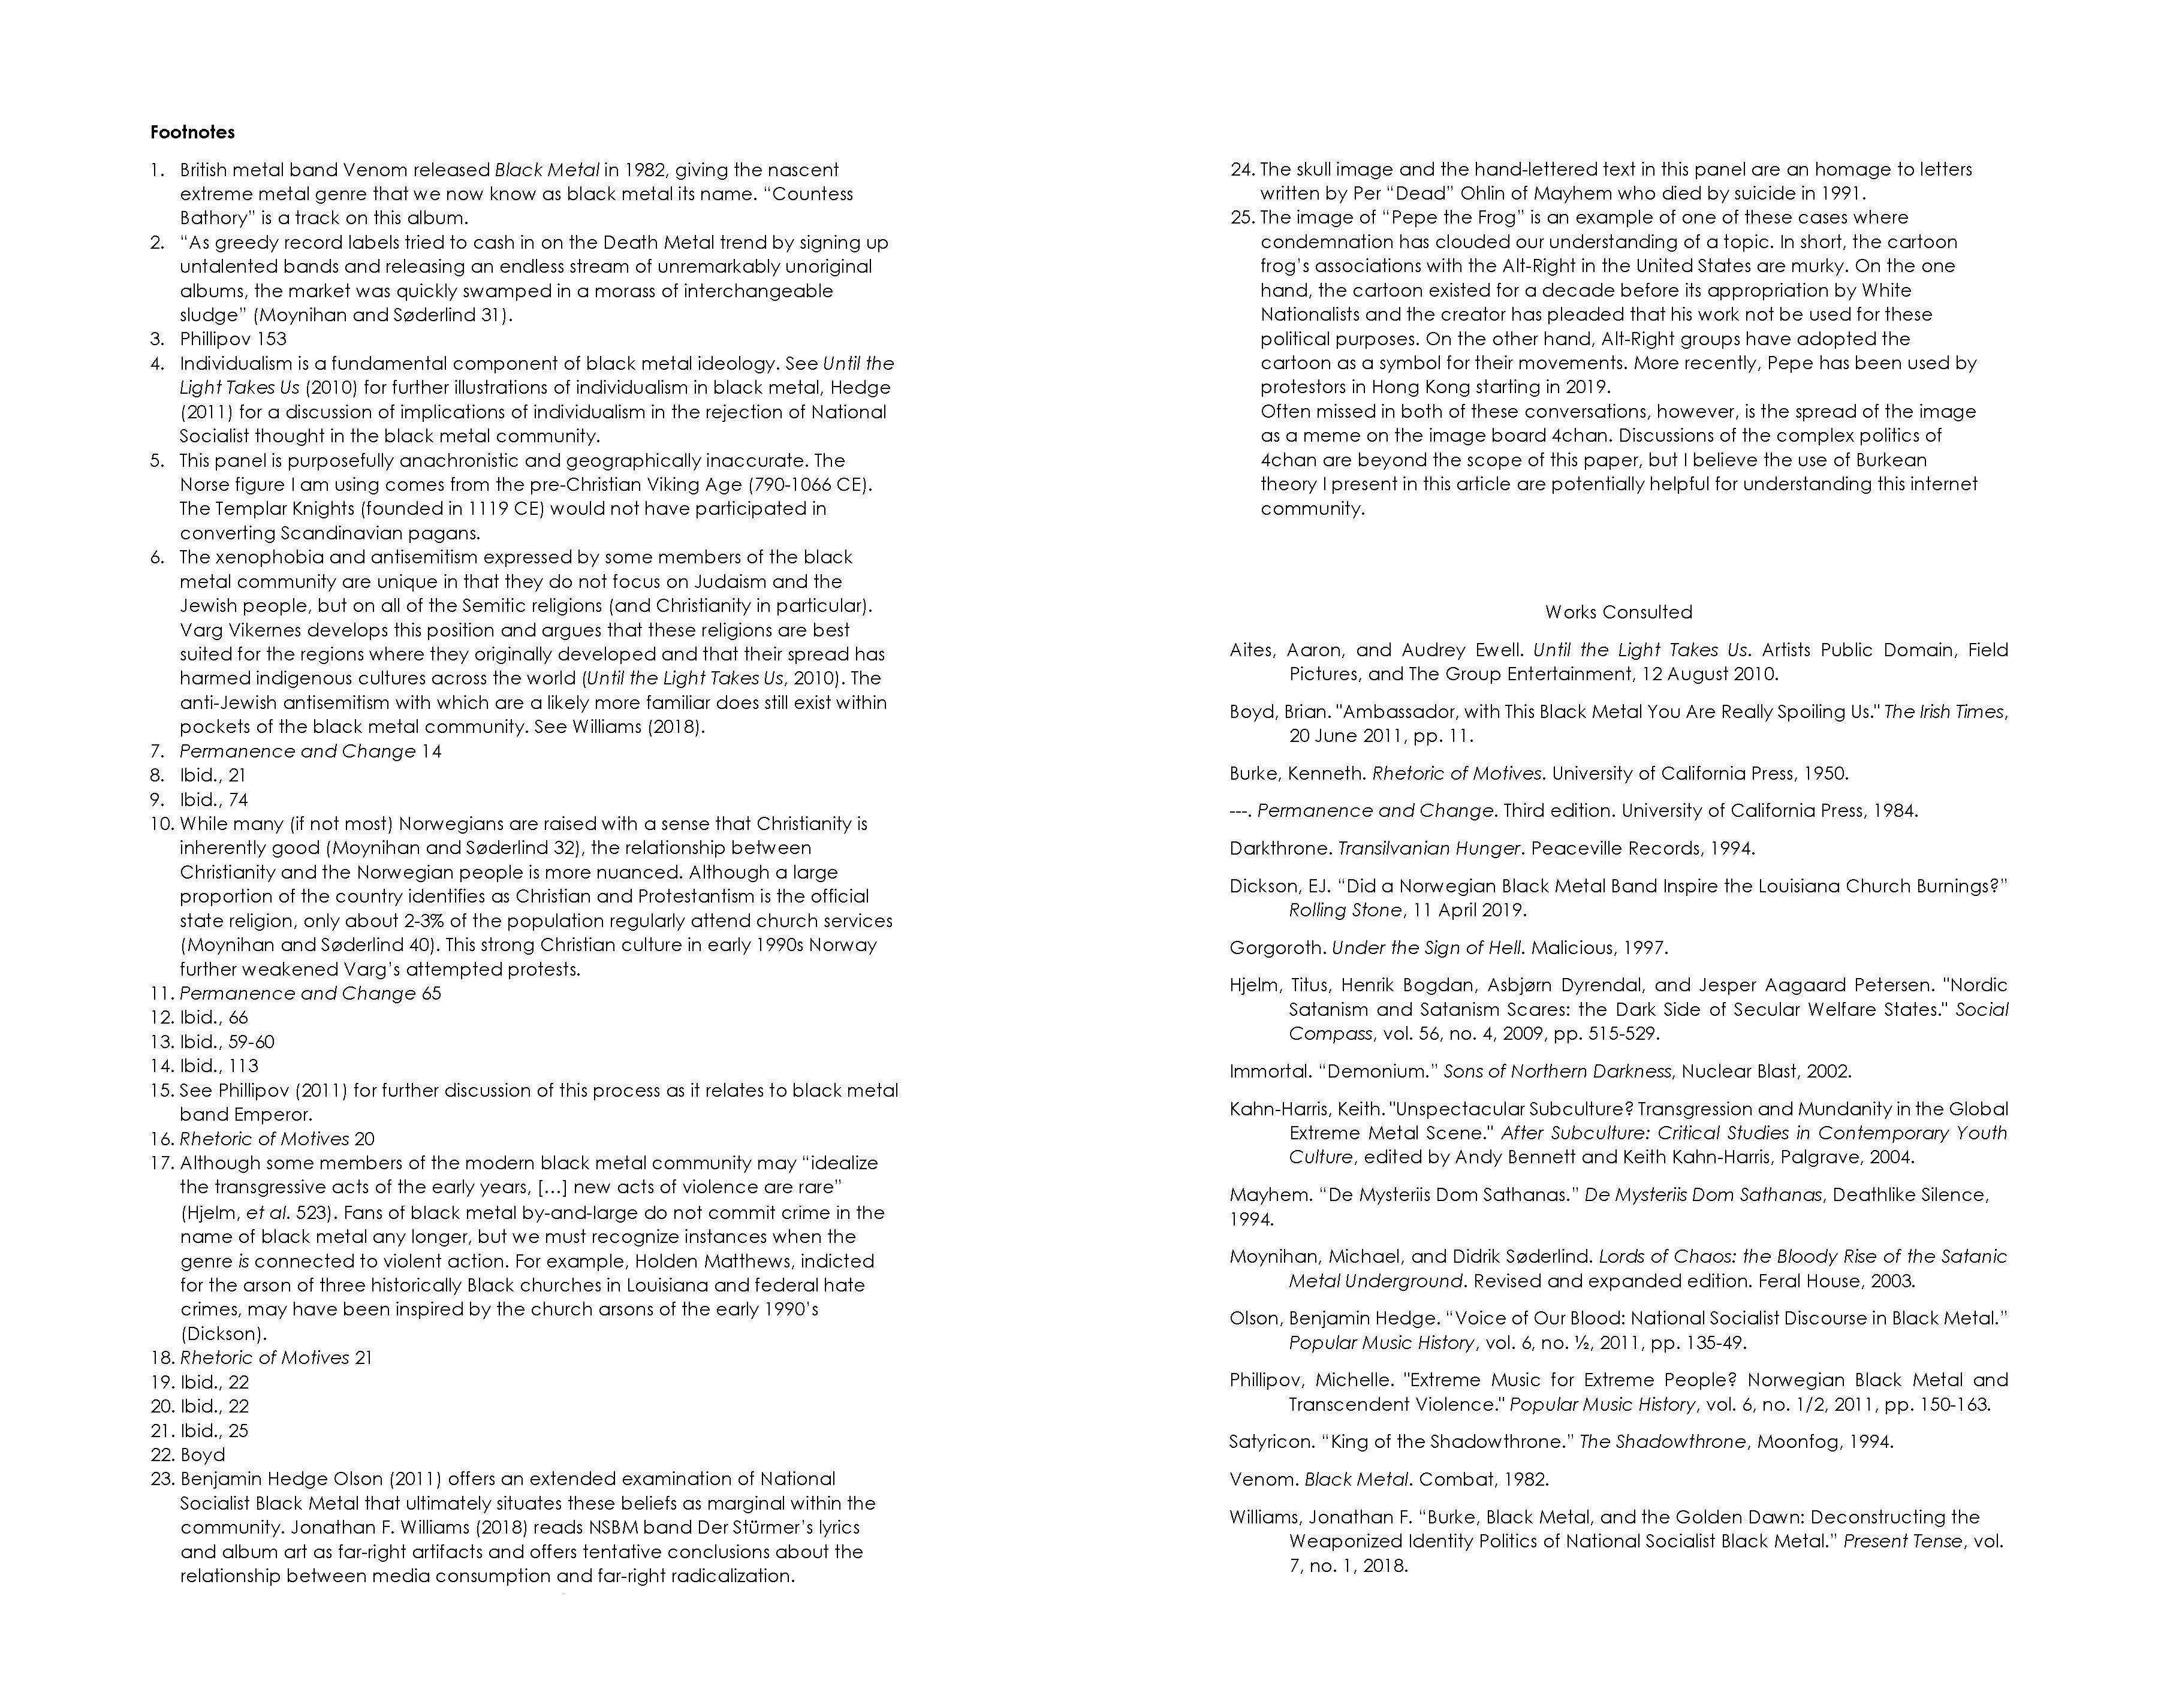 Footnotes
1. British metal band Venom released Black Metal in 1982, giving the nascent
extreme metal genre that we now know as black metal its name. “Countess
Bathory” is a track on this album.
2. “As greedy record labels tried to cash in on the Death Metal trend by signing up
untalented bands and releasing an endless stream of unremarkably unoriginal
albums, the market was quickly swamped in a morass of interchangeable
sludge” (Moynihan and Søderlind 31).
3. Phillipov 153
4. Individualism is a fundamental component of black metal ideology. See Until the
Light Takes Us (2010) for further illustrations of individualism in black metal, Hedge
(2011) for a discussion of implications of individualism in the rejection of National
Socialist thought in the black metal community.
5. This panel is purposefully anachronistic and geographically inaccurate. The
Norse figure I am using comes from the pre-Christian Viking Age (790-1066 CE).
The Templar Knights (founded in 1119 CE) would not have participated in
converting Scandinavian pagans.
6. The xenophobia and antisemitism expressed by some members of the black
metal community are unique in that they do not focus on Judaism and the
Jewish people, but on all of the Semitic religions (and Christianity in particular).
Varg Vikernes develops this position and argues that these religions are best
suited for the regions where they originally developed and that their spread has
harmed indigenous cultures across the world (Until the Light Takes Us, 2010). The
anti-Jewish antisemitism with which are a likely more familiar does still exist within
pockets of the black metal community. See Williams (2018).
7. Permanence and Change 14
8. Ibid., 21
9. Ibid., 74
10. While many (if not most) Norwegians are raised with a sense that Christianity is
inherently good (Moynihan and Søderlind 32), the relationship between
Christianity and the Norwegian people is more nuanced. Although a large
proportion of the country identifies as Christian and Protestantism is the official
state religion, only about 2-3% of the population regularly attend church services
(Moynihan and Søderlind 40). This strong Christian culture in early 1990s Norway
further weakened Varg’s attempted protests.
11. Permanence and Change 65
12. Ibid., 66
13. Ibid., 59-60
14. Ibid., 113
15. See Phillipov (2011) for further discussion of this process as it relates to black metal
band Emperor.
16. Rhetoric of Motives 20
17. Although some members of the modern black metal community may “idealize
the transgressive acts of the early years, […] new acts of violence are rare”
(Hjelm, et al. 523). Fans of black metal by-and-large do not commit crime in the
name of black metal any longer, but we must recognize instances when the
genre is connected to violent action. For example, Holden Matthews, indicted
for the arson of three historically Black churches in Louisiana and federal hate
crimes, may have been inspired by the church arsons of the early 1990’s
(Dickson).
18. Rhetoric of Motives 21
19. Ibid., 22
20. Ibid., 22
21. Ibid., 25
22. Boyd
23. Benjamin Hedge Olson (2011) offers an extended examination of National
Socialist Black Metal that ultimately situates these beliefs as marginal within the
community. Jonathan F. Williams (2018) reads NSBM band Der Stürmer’s lyrics
and album art as far-right artifacts and offers tentative conclusions about the
relationship between media consumption and far-right radicalization.
24. The skull image and the hand-lettered text in this panel are an homage to letters
written by Per “Dead” Ohlin of Mayhem who died by suicide in 1991.
25. The image of “Pepe the Frog” is an example of one of these cases where
condemnation has clouded our understanding of a topic. In short, the cartoon
frog’s associations with the Alt-Right in the United States are murky. On the one
hand, the cartoon existed for a decade before its appropriation by White
Nationalists and the creator has pleaded that his work not be used for these
political purposes. On the other hand, Alt-Right groups have adopted the
cartoon as a symbol for their movements. More recently, Pepe has been used by
protestors in Hong Kong starting in 2019.
Often missed in both of these conversations, however, is the spread of the image
as a meme on the image board 4chan. Discussions of the complex politics of
4chan are beyond the scope of this paper, but I believe the use of Burkean
theory I present in this article are potentially helpful for understanding this internet
community.
Works Consulted
Aites, Aaron, and Audrey Ewell. Until the Light Takes Us. Artists Public Domain, Field
Pictures, and The Group Entertainment, 12 August 2010.
Boyd, Brian. "Ambassador, with This Black Metal You Are Really Spoiling Us." The Irish Times,
20 June 2011, pp. 11.
Burke, Kenneth. Rhetoric of Motives. University of California Press, 1950.
---. Permanence and Change. Third edition. University of California Press, 1984.
Darkthrone. Transilvanian Hunger. Peaceville Records, 1994.
Dickson, EJ. “Did a Norwegian Black Metal Band Inspire the Louisiana Church Burnings?”
Rolling Stone, 11 April 2019.
Gorgoroth. Under the Sign of Hell. Malicious, 1997.
Hjelm, Titus, Henrik Bogdan, Asbjørn Dyrendal, and Jesper Aagaard Petersen. "Nordic
Satanism and Satanism Scares: the Dark Side of Secular Welfare States." Social
Compass, vol. 56, no. 4, 2009, pp. 515-529.
Immortal. “Demonium.” Sons of Northern Darkness, Nuclear Blast, 2002.
Kahn-Harris, Keith. "Unspectacular Subculture? Transgression and Mundanity in the Global
Extreme Metal Scene." After Subculture: Critical Studies in Contemporary Youth
Culture, edited by Andy Bennett and Keith Kahn-Harris, Palgrave, 2004.
Mayhem. “De Mysteriis Dom Sathanas.” De Mysteriis Dom Sathanas, Deathlike Silence,
1994.
Moynihan, Michael, and Didrik Søderlind. Lords of Chaos: the Bloody Rise of the Satanic
Metal Underground. Revised and expanded edition. Feral House, 2003.
Olson, Benjamin Hedge. “Voice of Our Blood: National Socialist Discourse in Black Metal.”
Popular Music History, vol. 6, no. ½, 2011, pp. 135-49.
Phillipov, Michelle. "Extreme Music for Extreme People? Norwegian Black Metal and
Transcendent Violence." Popular Music History, vol. 6, no. 1/2, 2011, pp. 150-163.
Satyricon. “King of the Shadowthrone.” The Shadowthrone, Moonfog, 1994.
Venom. Black Metal. Combat, 1982.
Williams, Jonathan F. “Burke, Black Metal, and the Golden Dawn: Deconstructing the
Weaponized Identity Politics of National Socialist Black Metal.” Present Tense, vol.
7, no. 1, 2018.